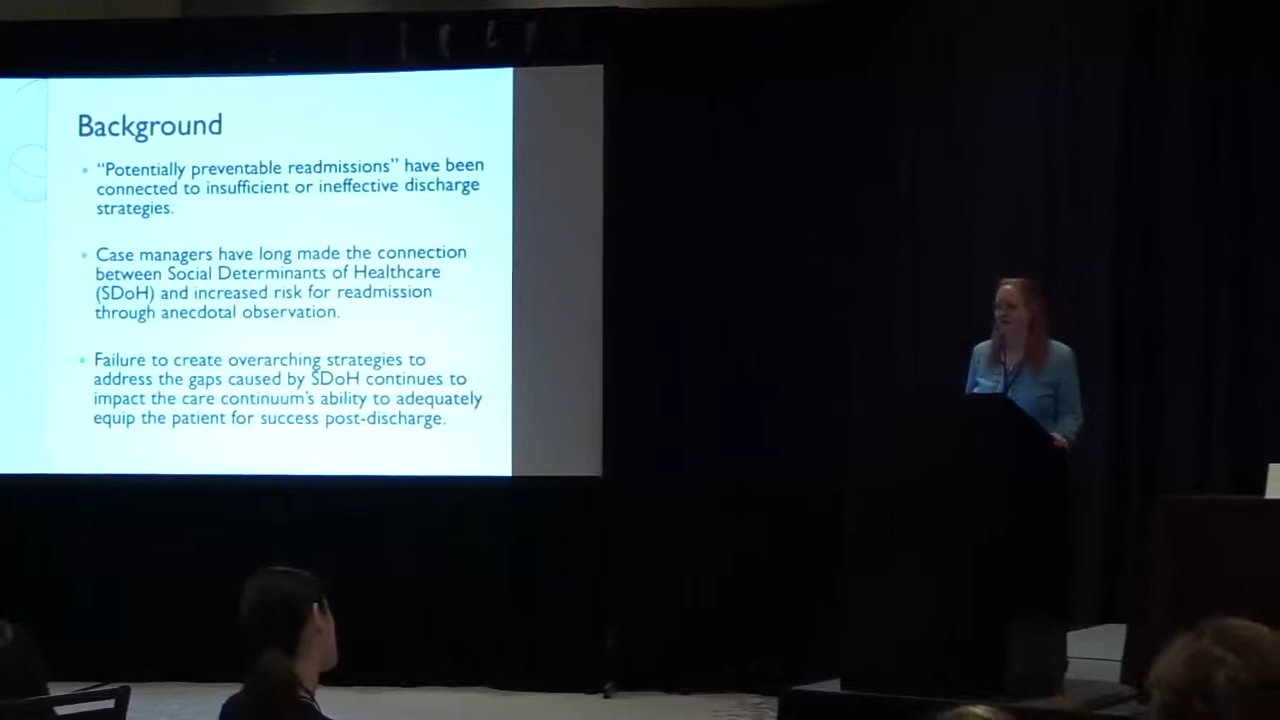 Background
“Potentially preventable readmissions” have been
connected to insufficient or ineffective discharge
strategies.
Case managers have long made the connection
between Social Determinants of Healthcare
(SDoH) and increased risk for readmission
through anecdotal observation.
Failure to create overarching strategies to
address the gaps caused by SDoH continues to
impact the care continuum’s ability to adequately
equip the patient for success post-discharge.